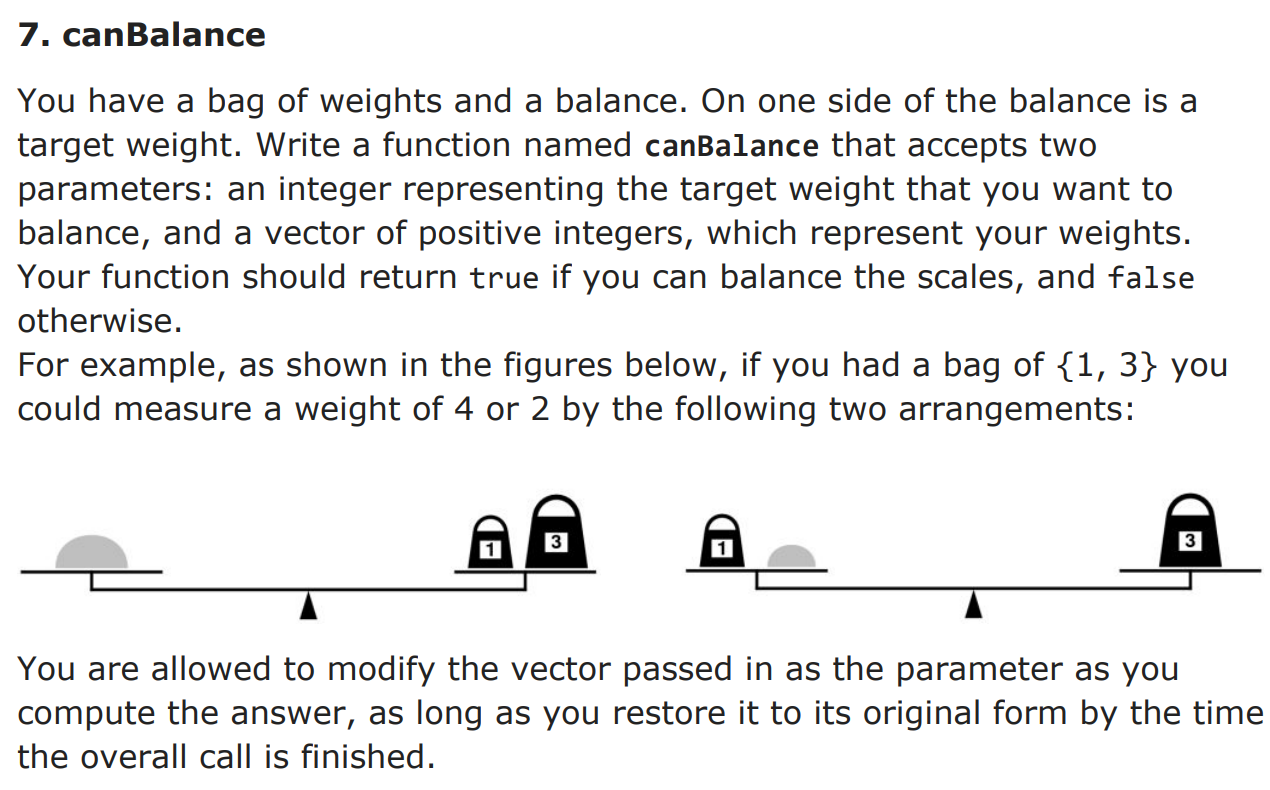 7. canBalance
You have a bag of weights and a balance. On one side of the balance is a
target weight. Write a function named canBalance that accepts two
parameters: an integer representing the target weight that you want to
balance, and a vector of positive integers, which represent your weights.
Your function should return true if you can balance the scales, and false
otherwise.
For example, as shown in the figures below, if you had a bag of {1, 3} you
could measure a weight of 4 or 2 by the following two arrangements:
1 3 1 3
You are allowed to modify the vector passed in as the parameter as you
compute the answer, as long as you restore it to its original form by the time
the overall call is finished.